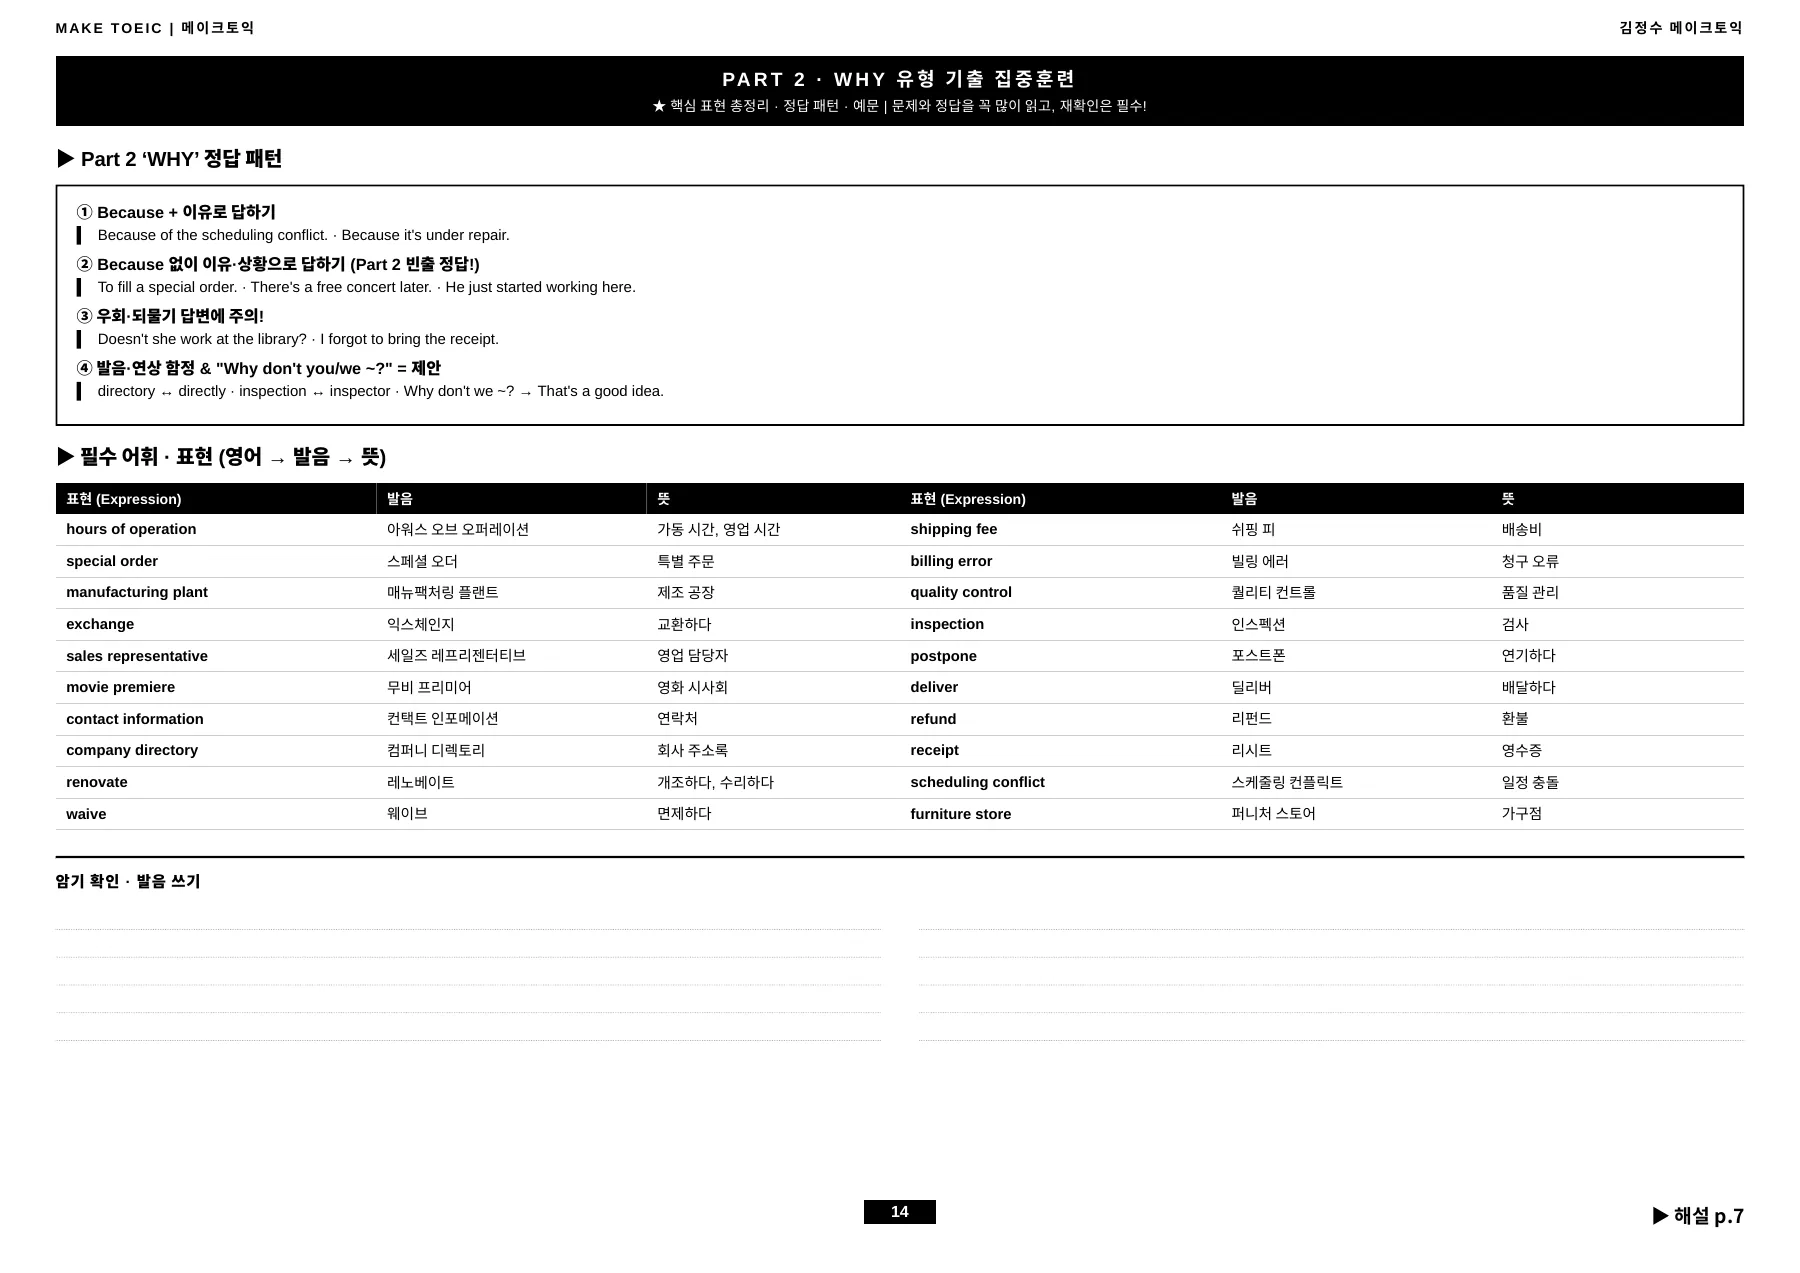 MAKE TOEIC | 메이크토익
김정수 메이크토익
PART 2 · WHY 유형 기출 집중훈련
★ 핵심 표현 총정리 · 정답 패턴 · 예문 | 문제와 정답을 꼭 많이 읽고, 재확인은 필수!
▶ Part 2 ‘WHY’ 정답 패턴
① Because + 이유로 답하기
Because of the scheduling conflict. · Because it's under repair.
② Because 없이 이유·상황으로 답하기 (Part 2 빈출 정답!)
To fill a special order. · There's a free concert later. · He just started working here.
③ 우회·되물기 답변에 주의!
Doesn't she work at the library? · I forgot to bring the receipt.
④ 발음·연상 함정 & "Why don't you/we ~?" = 제안
directory ↔ directly · inspection ↔ inspector · Why don't we ~? → That's a good idea.
▶ 필수 어휘 · 표현 (영어 → 발음 → 뜻)
표현 (Expression) 발음 뜻 표현 (Expression) 발음 뜻
hours of operation 아워스 오브 오퍼레이션 가동 시간, 영업 시간 shipping fee 쉬핑 피 배송비
special order 스페셜 오더 특별 주문 billing error 빌링 에러 청구 오류
manufacturing plant 매뉴팩처링 플랜트 제조 공장 quality control 퀄리티 컨트롤 품질 관리
exchange 익스체인지 교환하다 inspection 인스펙션 검사
sales representative 세일즈 레프리젠터티브 영업 담당자 postpone 포스트폰 연기하다
movie premiere 무비 프리미어 영화 시사회 deliver 딜리버 배달하다
contact information 컨택트 인포메이션 연락처 refund 리펀드 환불
company directory 컴퍼니 디렉토리 회사 주소록 receipt 리시트 영수증
renovate 레노베이트 개조하다, 수리하다 scheduling conflict 스케줄링 컨플릭트 일정 충돌
waive 웨이브 면제하다 furniture store 퍼니처 스토어 가구점
암기 확인 · 발음 쓰기
14
▶ 해설 p.7